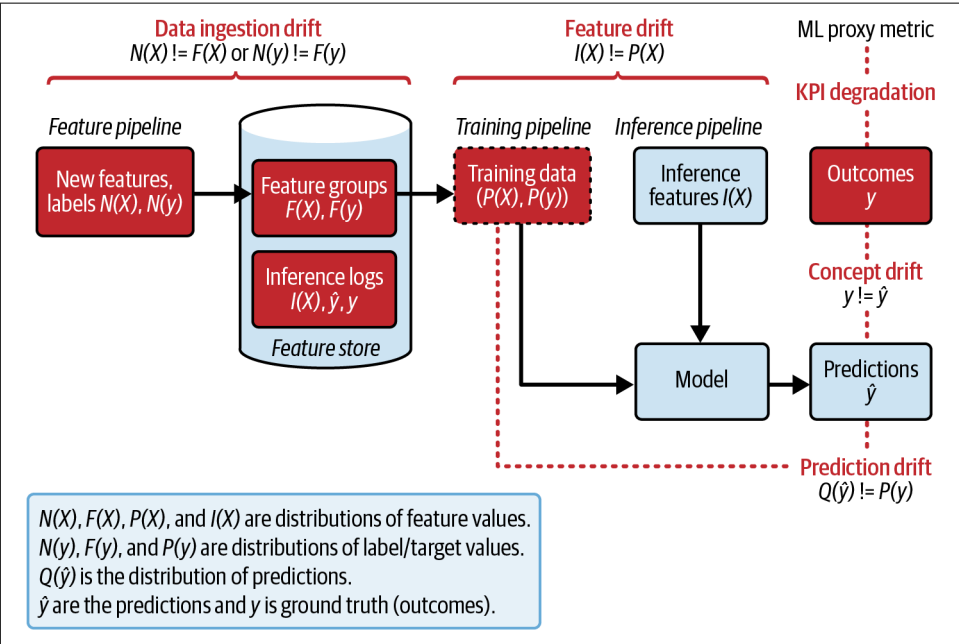 Data ingestion drift
N(X) != F(X) or N(y) != F(y)
Feature drift
I(X) != P(X)
ML proxy metric
KPI degradation
Feature pipeline
Training pipeline
Inference pipeline
New features,
labels N(X), N(y)
Feature groups
F(X), F(y)
Training data
(P(X), P(y))
Inference
features I(X)
Outcomes
y
Inference logs
I(X), ŷ, y
Feature store
Concept drift
y != ŷ
Model
Predictions
ŷ
Prediction drift
Q(ŷ) != P(y)
N(X), F(X), P(X), and I(X) are distributions of feature values.
N(y), F(y), and P(y) are distributions of label/target values.
Q(ŷ) is the distribution of predictions.
ŷ are the predictions and y is ground truth (outcomes).